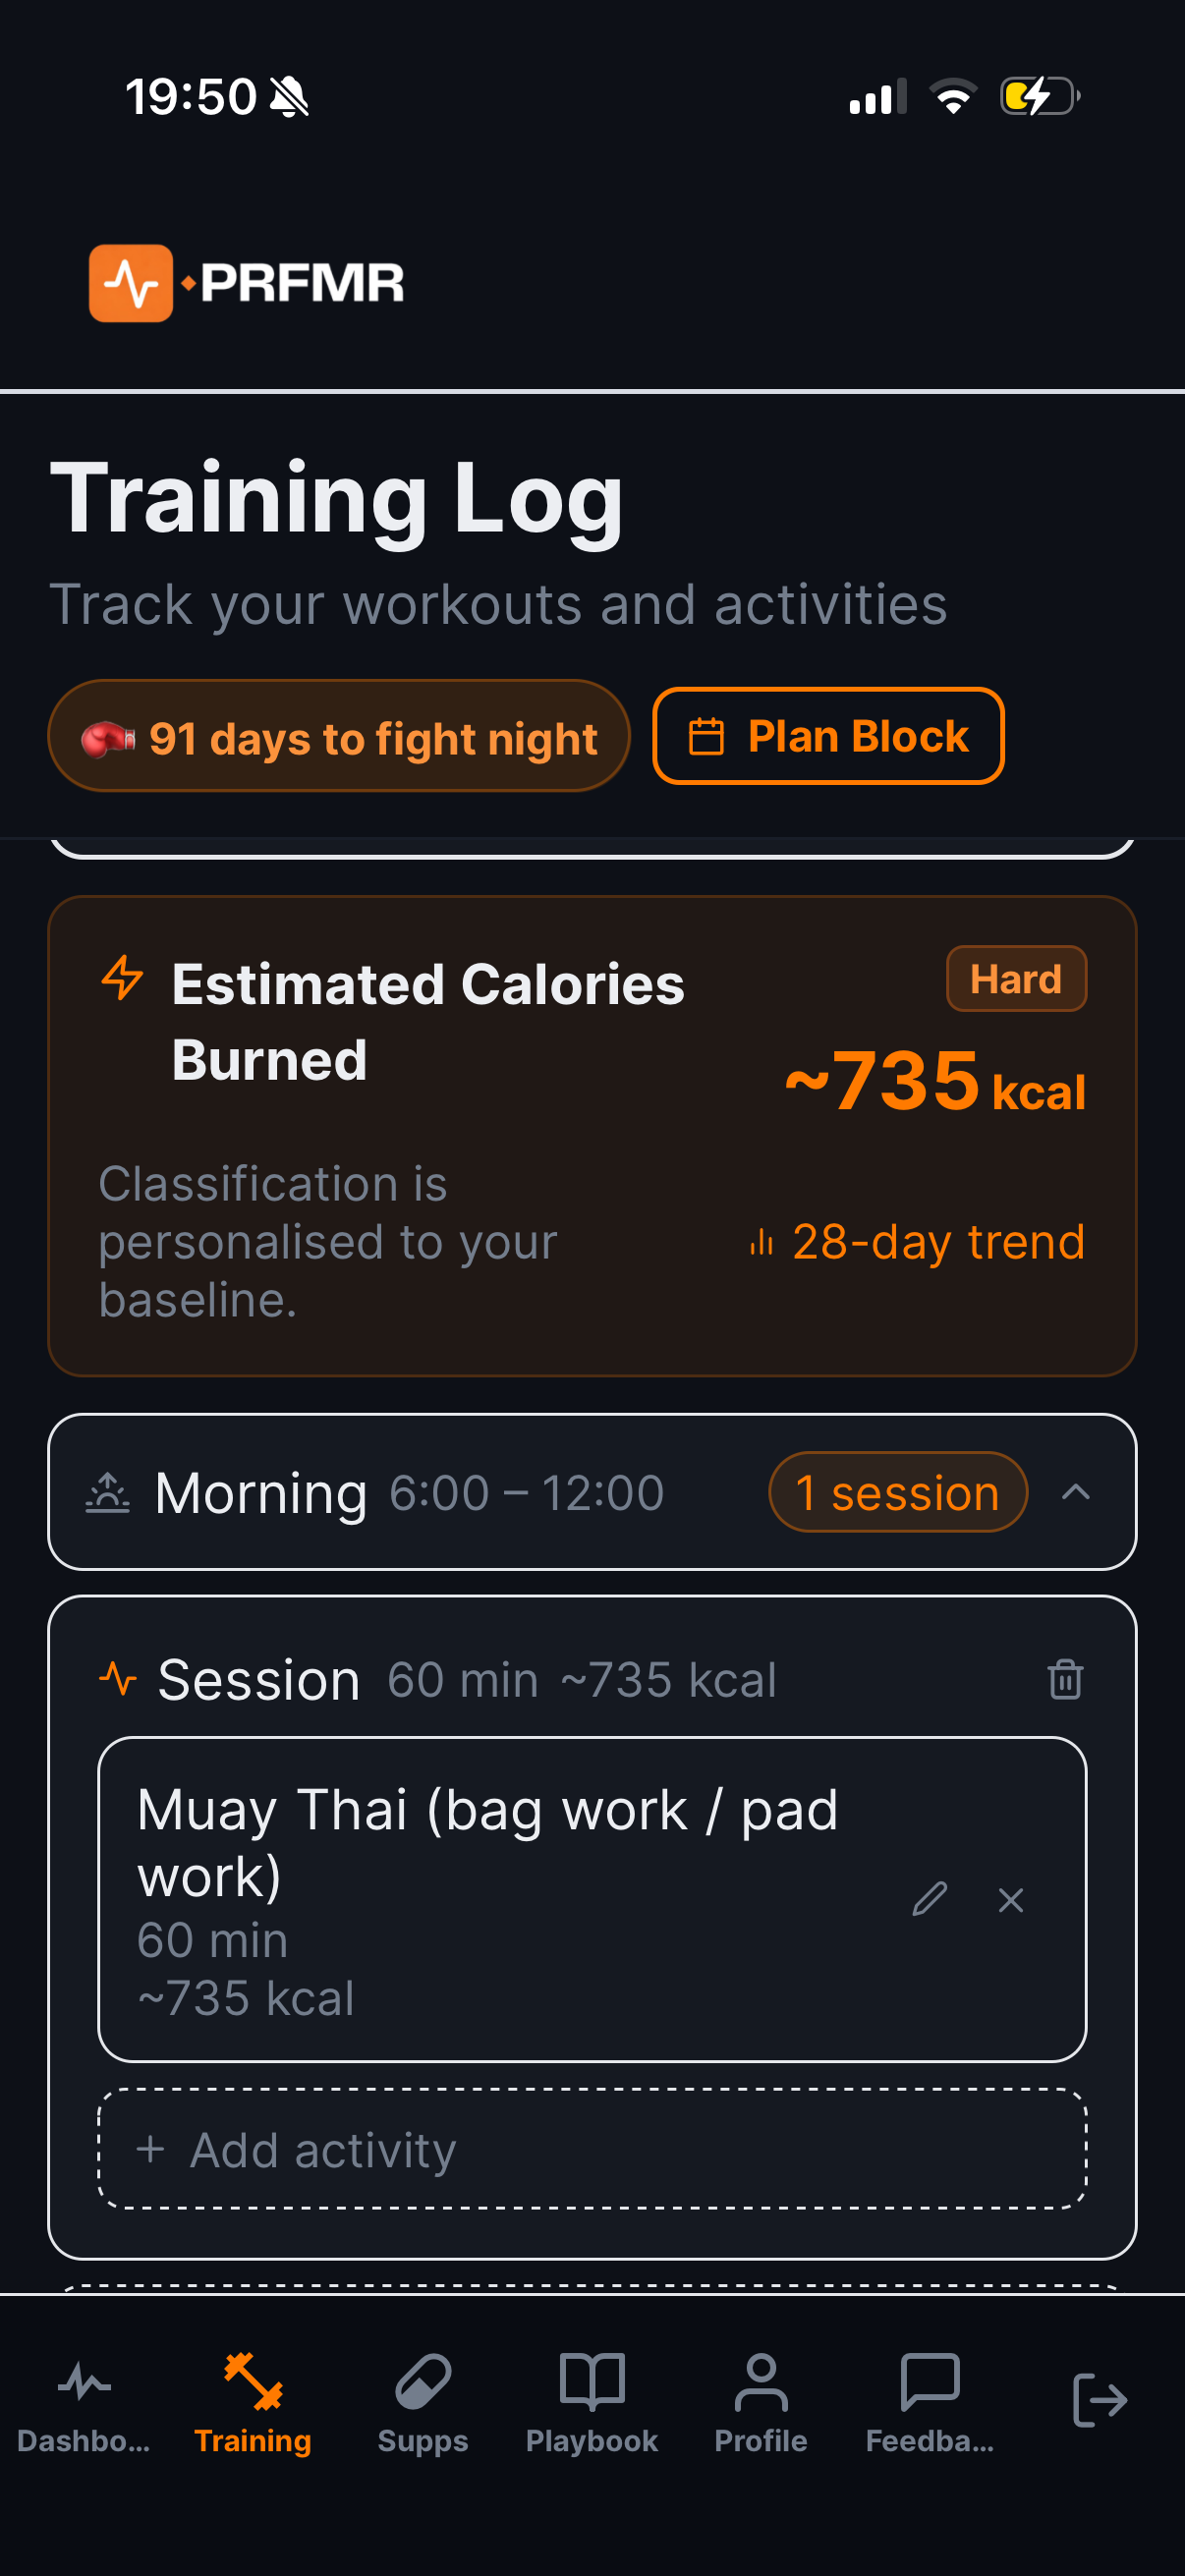 19:50
PRFMR
Training Log
Track your workouts and activities
91 days to fight night
Plan Block
Estimated Calories
Burned
Hard
~735 kcal
Classification is
personalised to your
baseline.
28-day trend
Morning 6:00 – 12:00
1 session
Session 60 min ~735 kcal
Muay Thai (bag work / pad
work)
60 min
~735 kcal
+ Add activity
Dashbo...
Training
Supps
Playbook
Profile
Feedba...